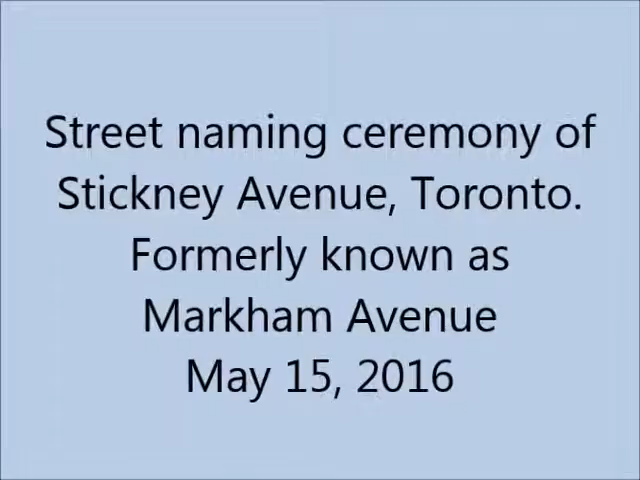 Street naming ceremony of
Stickney Avenue, Toronto.
Formerly known as
Markham Avenue
May 15, 2016